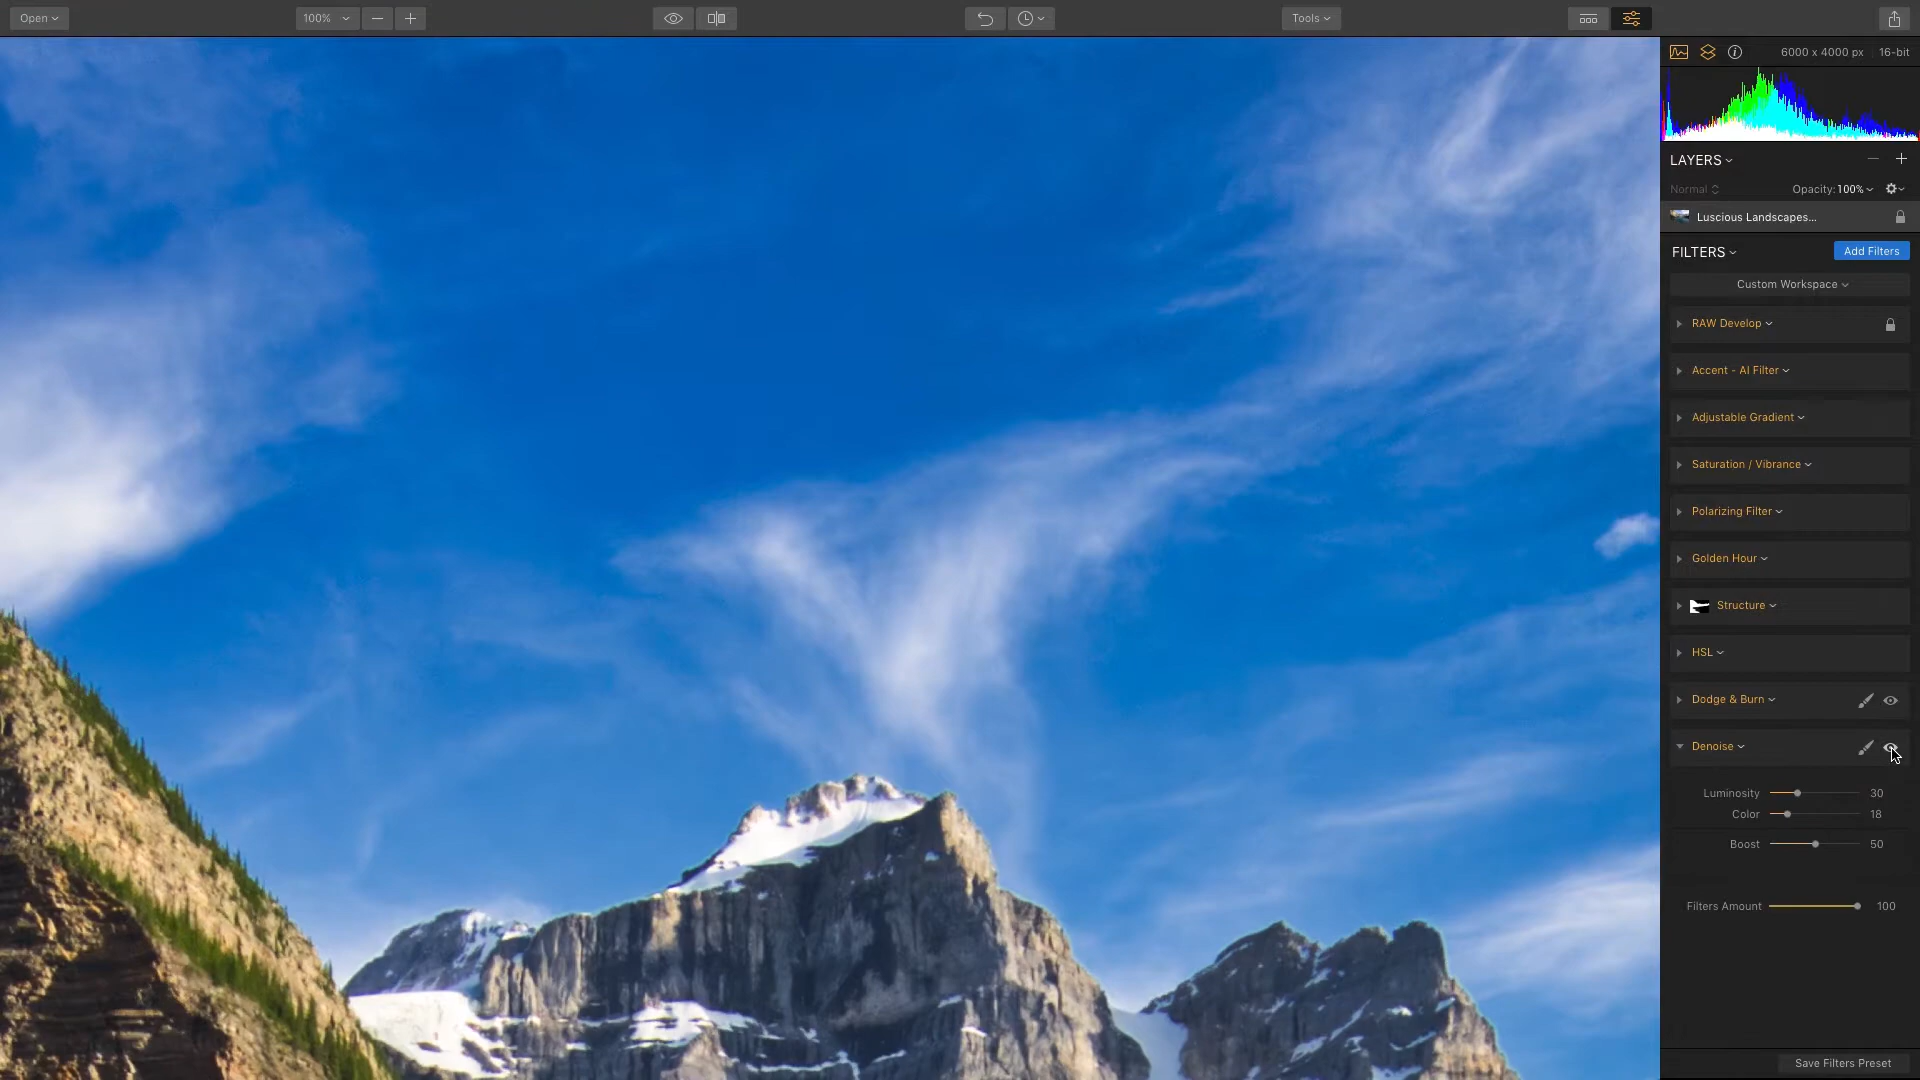 Open
100%
Tools
6000 x 4000 px
16-bit
LAYERS
Normal
Opacity: 100%
Luscious Landscapes...
FILTERS
Add Filters
Custom Workspace
RAW Develop
Accent - AI Filter
Adjustable Gradient
Saturation / Vibrance
Polarizing Filter
Golden Hour
Structure
HSL
Dodge & Burn
Denoise
Luminosity 30
Color 18
Boost 50
Filters Amount 100
Save Filters Preset